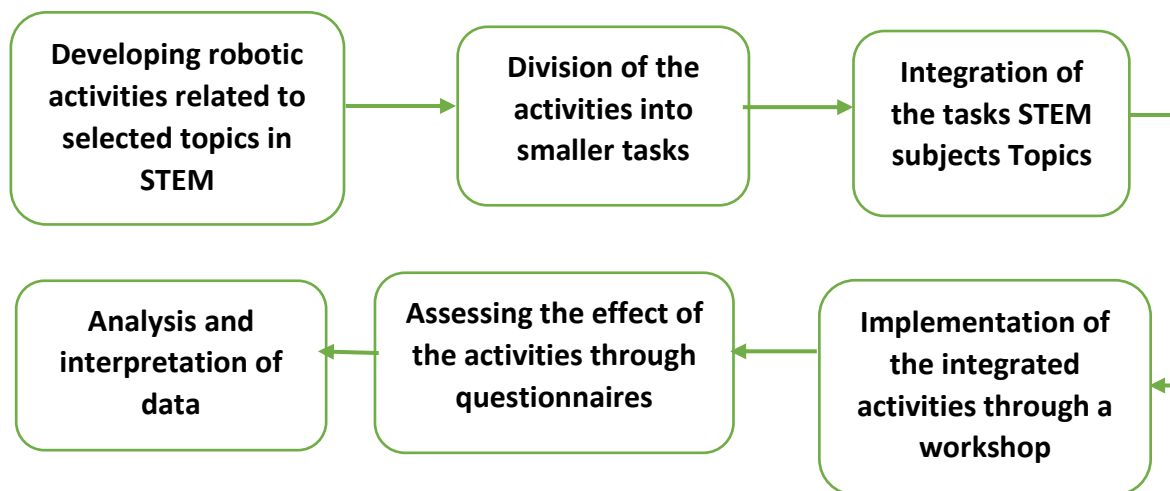 Developing robotic
activities related to
selected topics in
STEM
Division of the
activities into
smaller tasks
Integration of
the tasks STEM
subjects Topics
Implementation of
the integrated
activities through a
workshop
Assessing the effect of
the activities through
questionnaires
Analysis and
interpretation of
data